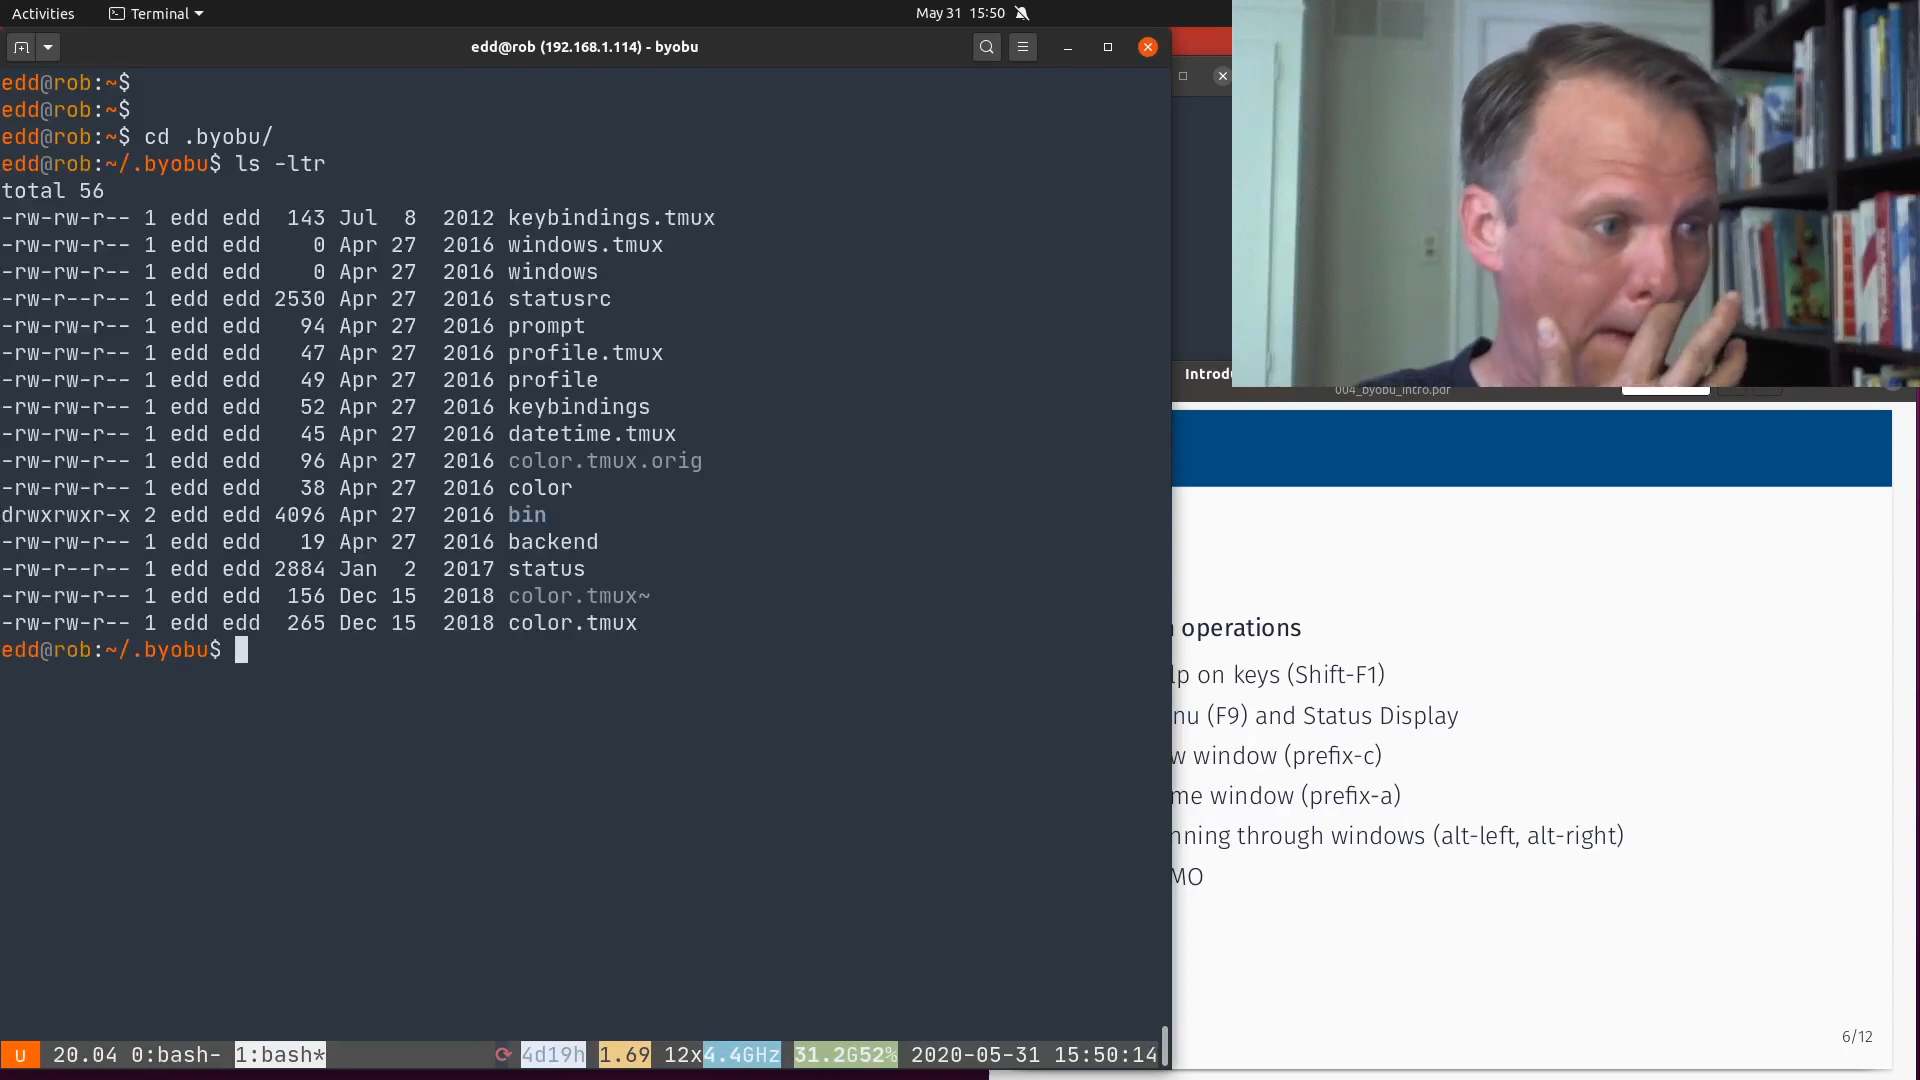 Activities Terminal May 31 15:50
edd@rob (192.168.1.114) - byobu
edd@rob:~$
edd@rob:~$
edd@rob:~$ cd .byobu/
edd@rob:~/.byobu$ ls -ltr
total 56
-rw-rw-r-- 1 edd edd  143 Jul  8  2012 keybindings.tmux
-rw-rw-r-- 1 edd edd    0 Apr 27  2016 windows.tmux
-rw-rw-r-- 1 edd edd    0 Apr 27  2016 windows
-rw-r--r-- 1 edd edd 2530 Apr 27  2016 statusrc
-rw-rw-r-- 1 edd edd   94 Apr 27  2016 prompt
-rw-rw-r-- 1 edd edd   47 Apr 27  2016 profile.tmux
-rw-rw-r-- 1 edd edd   49 Apr 27  2016 profile
-rw-rw-r-- 1 edd edd   52 Apr 27  2016 keybindings
-rw-rw-r-- 1 edd edd   45 Apr 27  2016 datetime.tmux
-rw-rw-r-- 1 edd edd   96 Apr 27  2016 color.tmux.orig
-rw-rw-r-- 1 edd edd   38 Apr 27  2016 color
drwxrwxr-x 2 edd edd 4096 Apr 27  2016 bin
-rw-rw-r-- 1 edd edd   19 Apr 27  2016 backend
-rw-r--r-- 1 edd edd 2884 Jan  2  2017 status
-rw-rw-r-- 1 edd edd  156 Dec 15  2018 color.tmux~
-rw-rw-r-- 1 edd edd  265 Dec 15  2018 color.tmux
edd@rob:~/.byobu$
U 20.04 0:bash- 1:bash* 4d19h 1.69 12x4.4GHz 31.2G52% 2020-05-31 15:50:14
Introdu
004_byobu_intro.pdf
operations
lp on keys (Shift-F1)
nu (F9) and Status Display
w window (prefix-c)
me window (prefix-a)
nning through windows (alt-left, alt-right)
MO
6/12